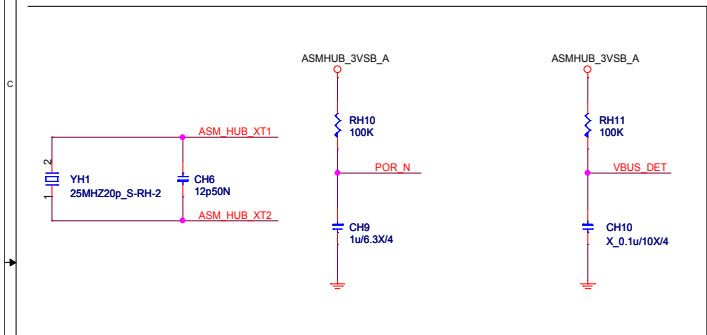 C
ASM_HUB_XT1
2
YH1
25MHZ20p_S-RH-2
1
CH6
12p50N
ASM_HUB_XT2
ASMHUB_3VSB_A
RH10
100K
POR_N
CH9
1u/6.3X/4
ASMHUB_3VSB_A
RH11
100K
VBUS_DET
CH10
X_0.1u/10X/4